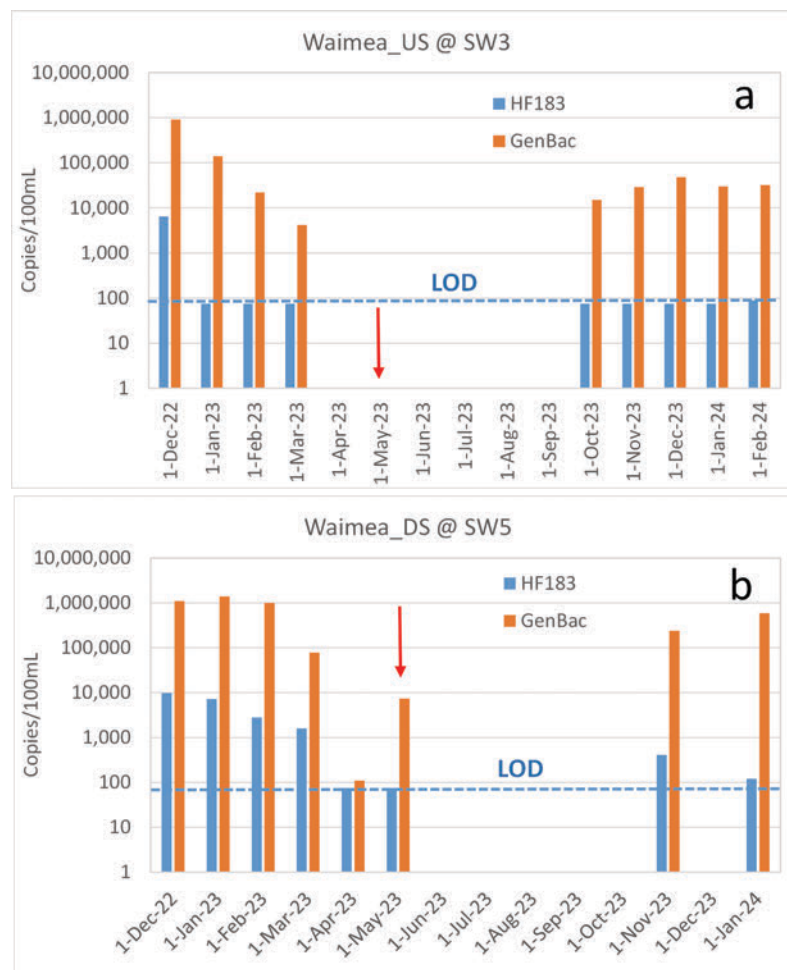 Waimea_US @ SW3
a
HF183
GenBac
Copies/100mL
10,000,000
1,000,000
100,000
10,000
1,000
100
10
1
LOD
1-Dec-22
1-Jan-23
1-Feb-23
1-Mar-23
1-Apr-23
1-May-23
1-Jun-23
1-Jul-23
1-Aug-23
1-Sep-23
1-Oct-23
1-Nov-23
1-Dec-23
1-Jan-24
1-Feb-24
Waimea_DS @ SW5
b
HF183
GenBac
Copies/100mL
10,000,000
1,000,000
100,000
10,000
1,000
100
10
1
LOD
1-Dec-22
1-Jan-23
1-Feb-23
1-Mar-23
1-Apr-23
1-May-23
1-Jun-23
1-Jul-23
1-Aug-23
1-Sep-23
1-Oct-23
1-Nov-23
1-Dec-23
1-Jan-24